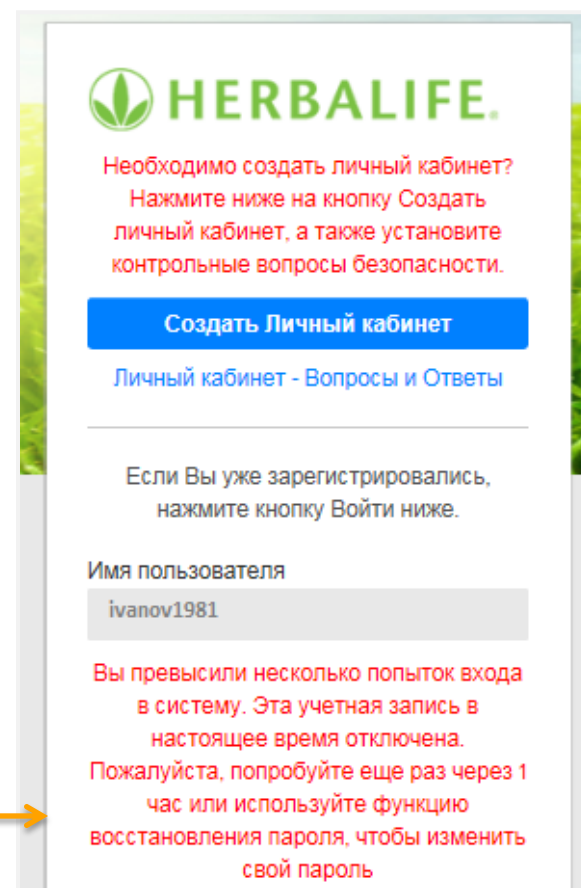 HERBALIFE.
Необходимо создать личный кабинет?
Нажмите ниже на кнопку Создать
личный кабинет, а также установите
контрольные вопросы безопасности.
Создать Личный кабинет
Личный кабинет - Вопросы и Ответы
Если Вы уже зарегистрировались,
нажмите кнопку Войти ниже.
Имя пользователя
ivanov1981
Вы превысили несколько попыток входа
в систему. Эта учетная запись в
настоящее время отключена.
Пожалуйста, попробуйте еще раз через 1
час или используйте функцию
восстановления пароля, чтобы изменить
свой пароль